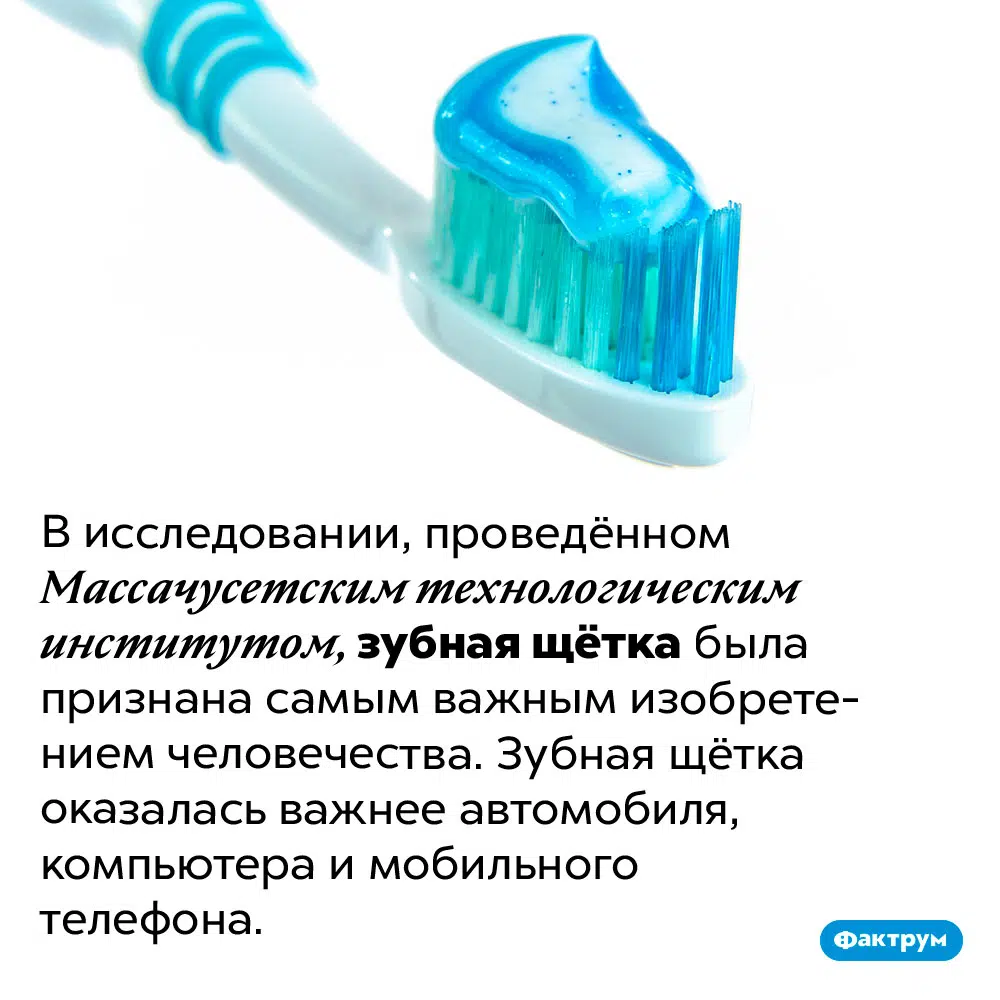 В исследовании, проведённом
Массачусетским технологическим
институтом, зубная щётка была
признана самым важным изобрете-
нием человечества. Зубная щётка
оказалась важнее автомобиля,
компьютера и мобильного
телефона.
Фактрум